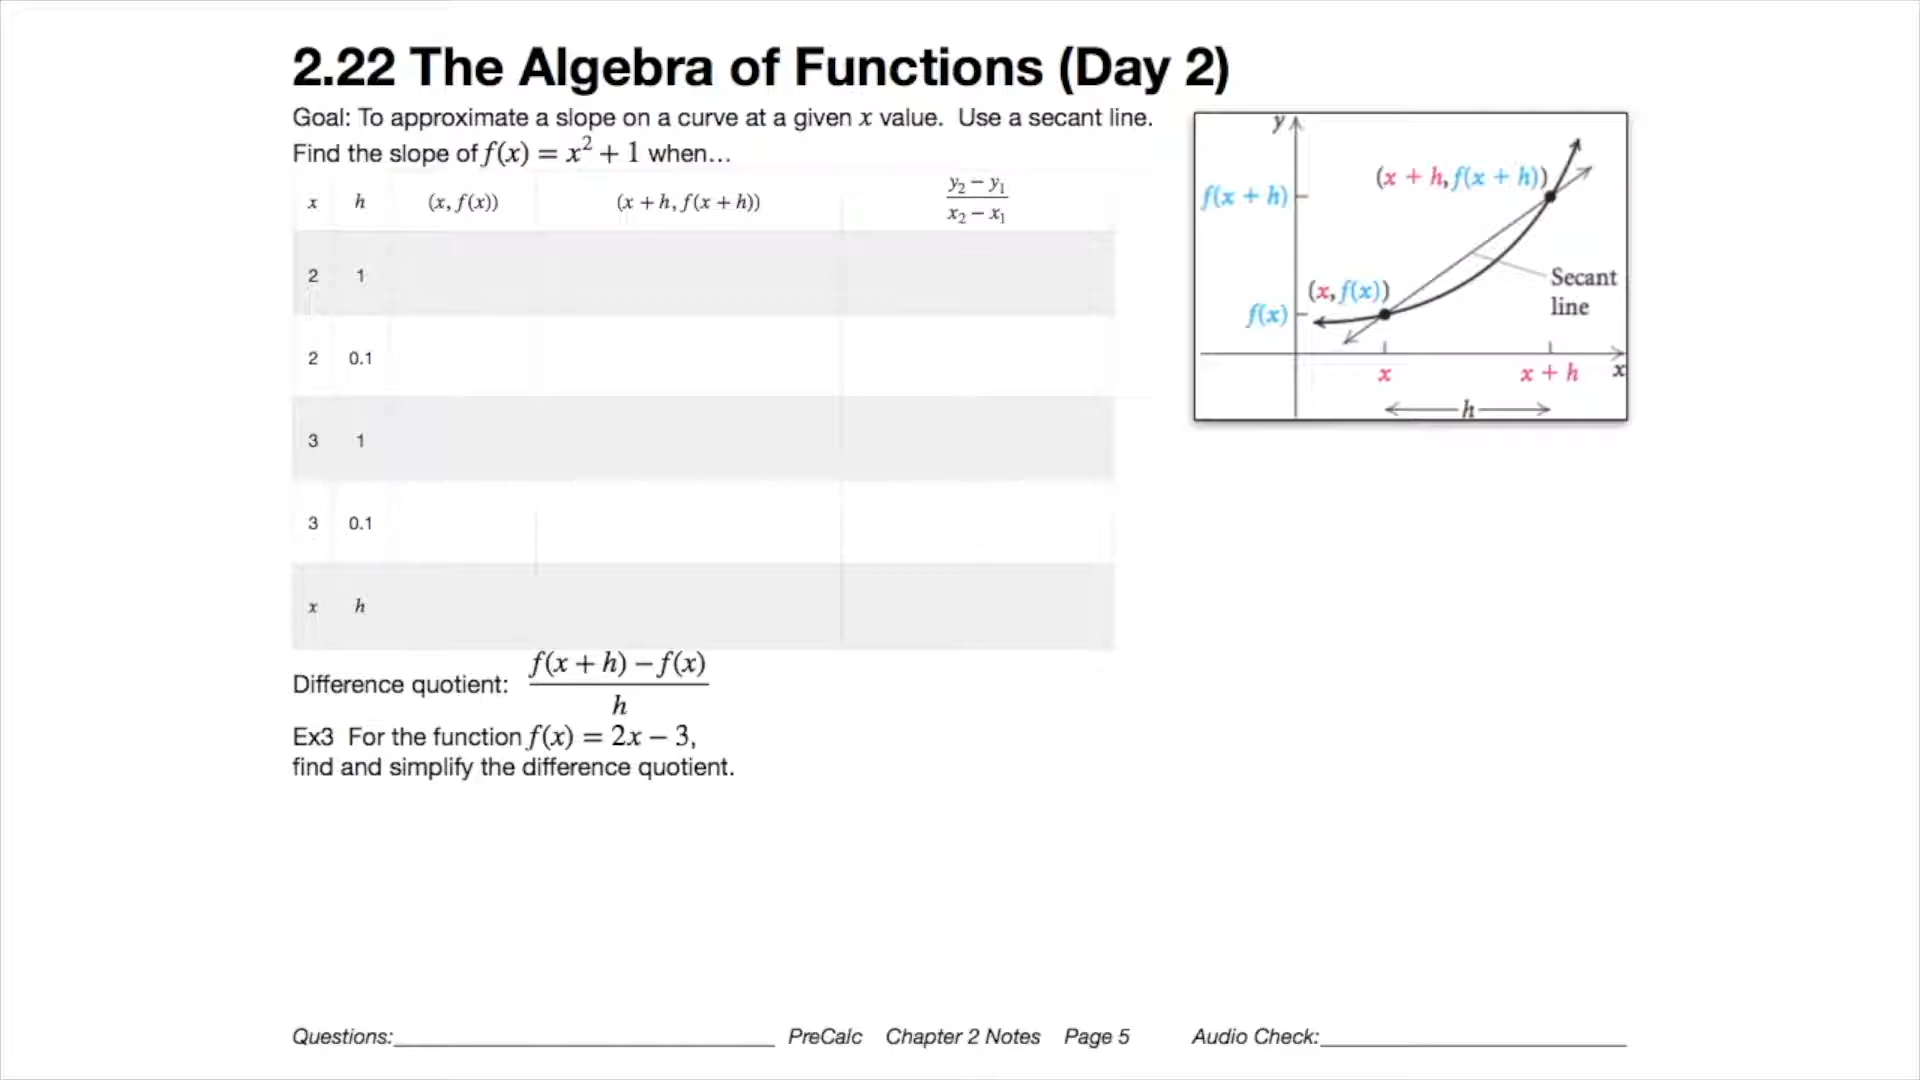 2.22 The Algebra of Functions (Day 2)
Goal: To approximate a slope on a curve at a given x value. Use a secant line.
Find the slope of f(x) = x² + 1 when…
x h (x, f(x)) (x + h, f(x + h)) y₂ − y₁ / x₂ − x₁
2 1
2 0.1
3 1
3 0.1
x h
y
(x + h, f(x + h))
f(x + h)
Secant
line
(x, f(x))
f(x)
x x + h x
h
Difference quotient: f(x + h) − f(x) / h
Ex3 For the function f(x) = 2x − 3,
find and simplify the difference quotient.
Questions:____________________ PreCalc Chapter 2 Notes Page 5 Audio Check:____________________